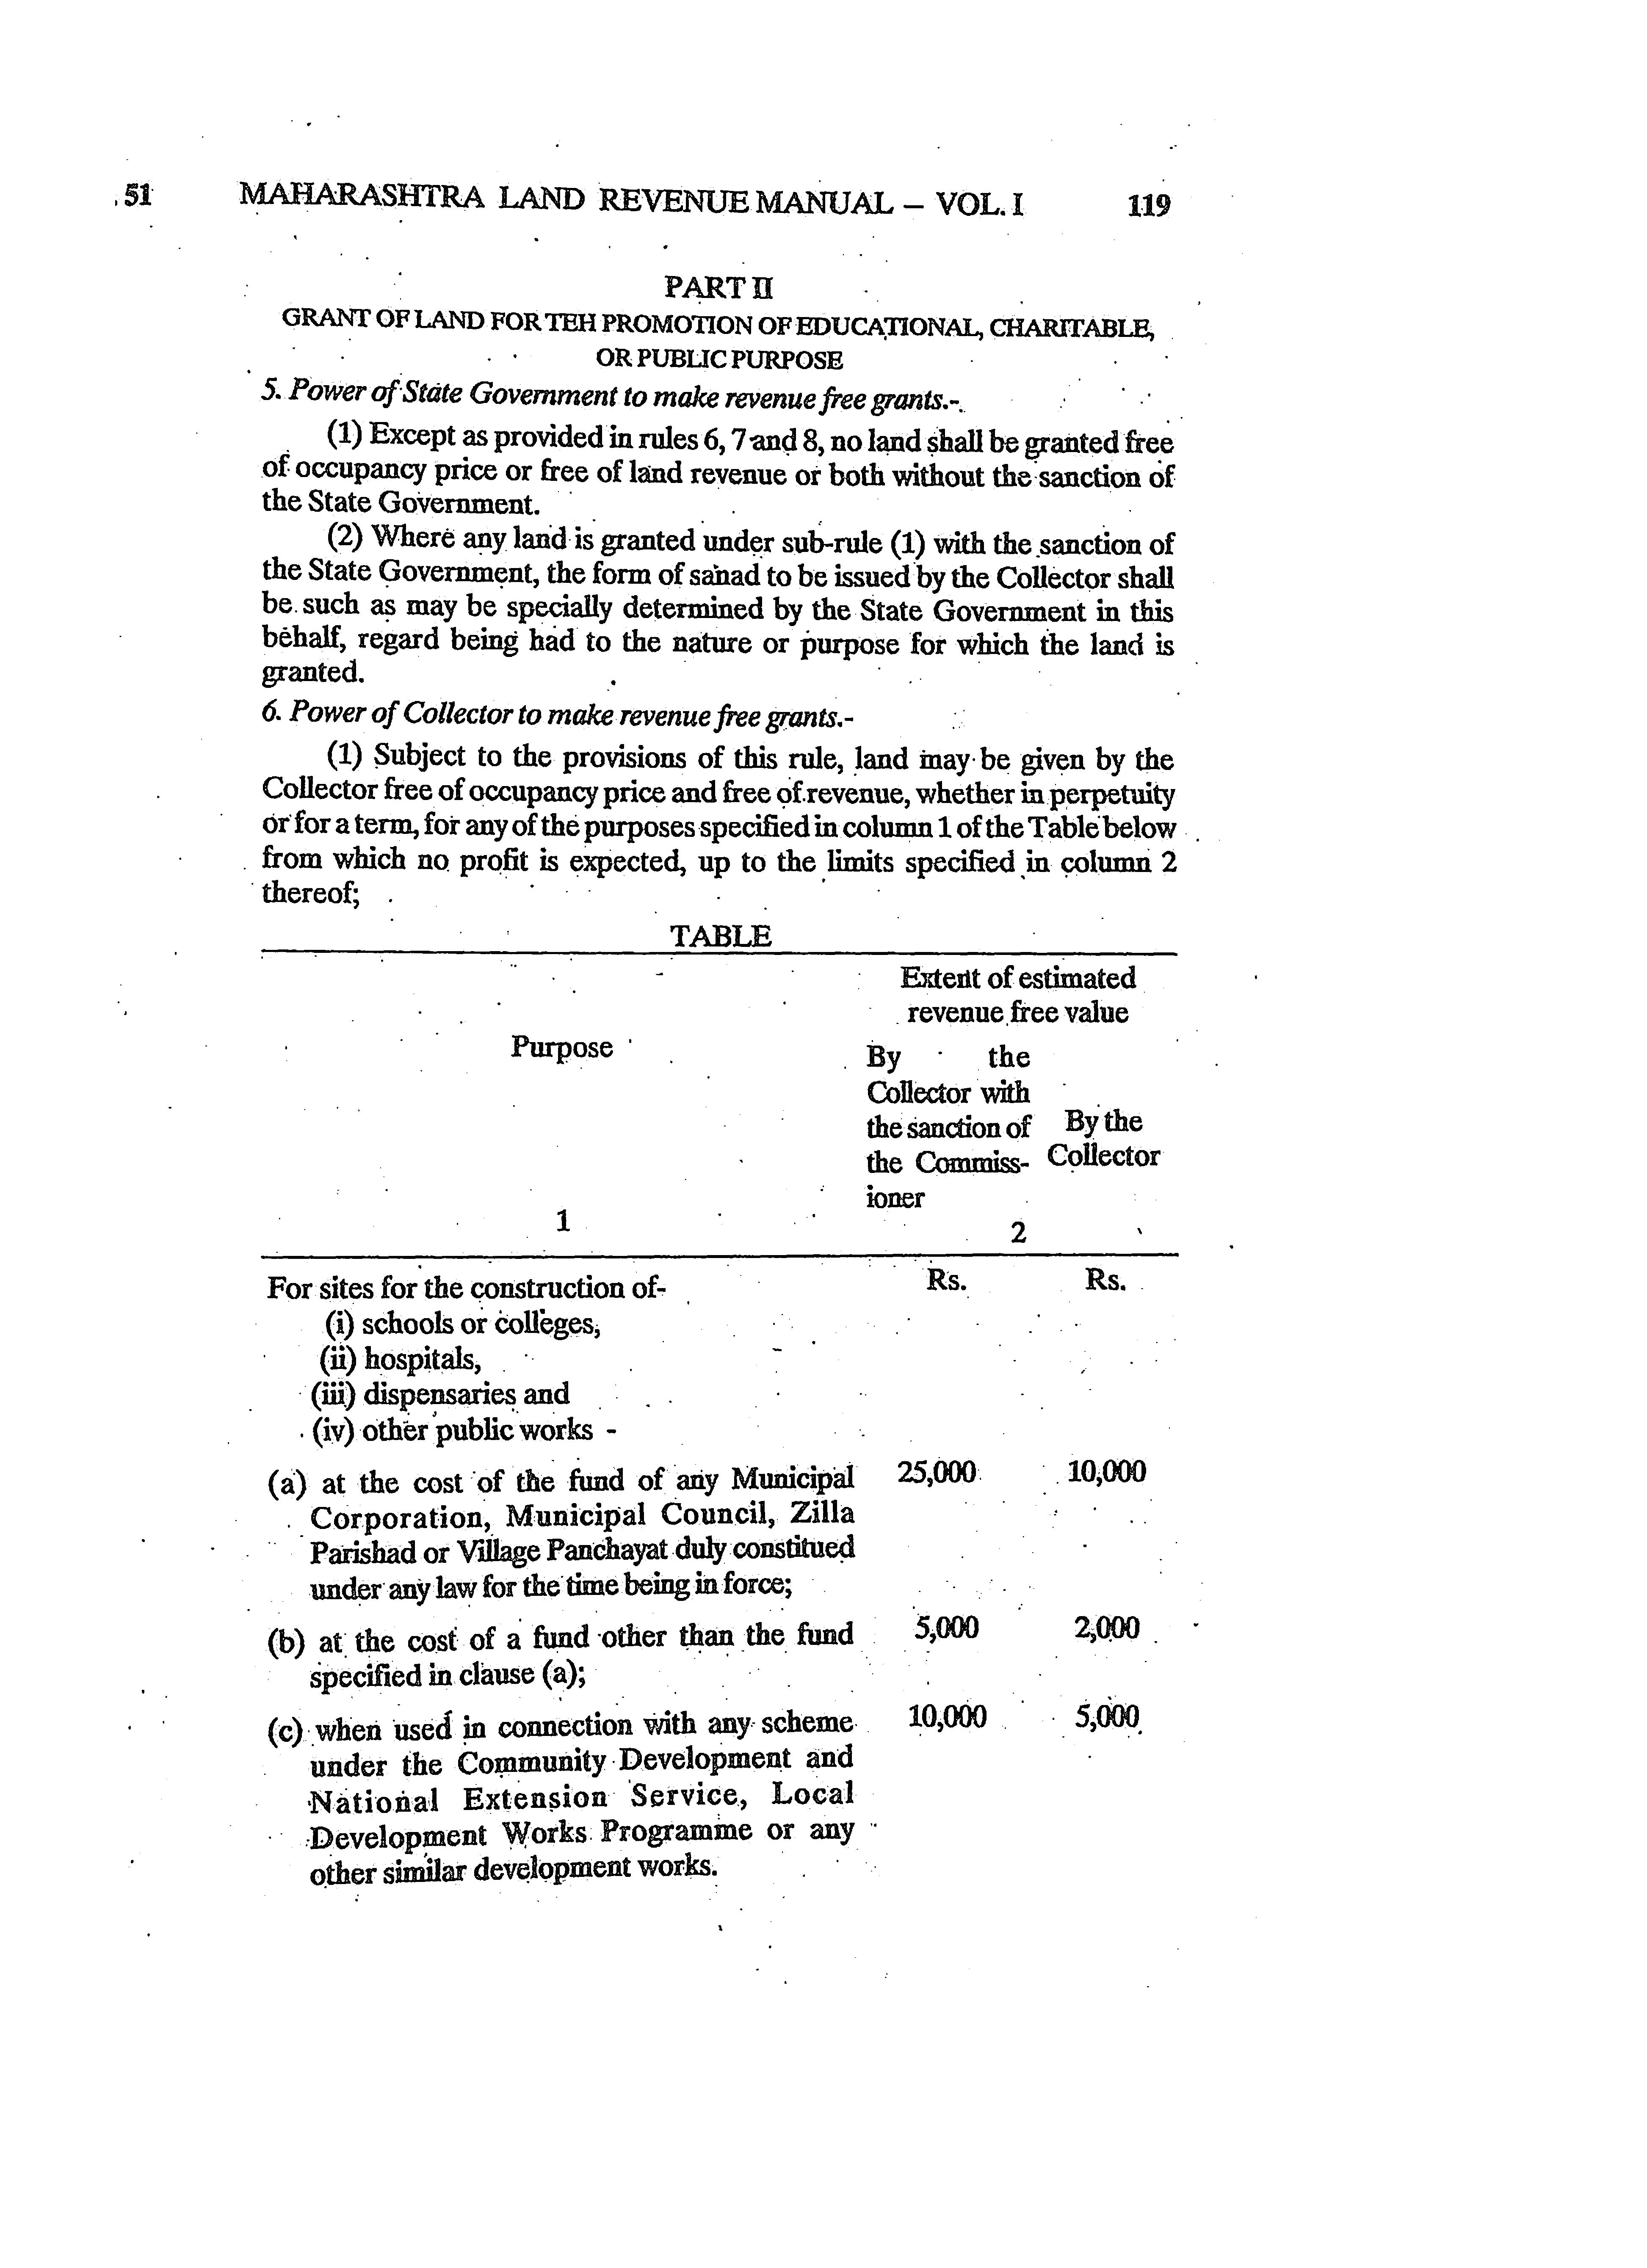 51 MAHARASHTRA LAND REVENUE MANUAL – VOL. I 119
PART II
GRANT OF LAND FOR TEH PROMOTION OF EDUCATIONAL, CHARITABLE,
OR PUBLIC PURPOSE
5. Power of State Government to make revenue free grants.-
(1) Except as provided in rules 6, 7 and 8, no land shall be granted free
of occupancy price or free of land revenue or both without the sanction of
the State Government.
(2) Where any land is granted under sub-rule (1) with the sanction of
the State Government, the form of sanad to be issued by the Collector shall
be such as may be specially determined by the State Government in this
behalf, regard being had to the nature or purpose for which the land is
granted.
6. Power of Collector to make revenue free grants.-
(1) Subject to the provisions of this rule, land may be given by the
Collector free of occupancy price and free of revenue, whether in perpetuity
or for a term, for any of the purposes specified in column 1 of the Table below
from which no profit is expected, up to the limits specified in column 2
thereof;
TABLE
Extent of estimated
revenue free value
Purpose
By the
Collector with
the sanction of
the Commiss-
ioner
By the
Collector
1
2
For sites for the construction of- Rs. Rs.
(i) schools or colleges,
(ii) hospitals,
(iii) dispensaries and
(iv) other public works -
(a) at the cost of the fund of any Municipal 25,000 10,000
Corporation, Municipal Council, Zilla
Parishad or Village Panchayat duly constitued
under any law for the time being in force;
(b) at the cost of a fund other than the fund 5,000 2,000
specified in clause (a);
(c) when used in connection with any scheme 10,000 5,000
under the Community Development and
National Extension Service, Local
Development Works Programme or any
other similar development works.